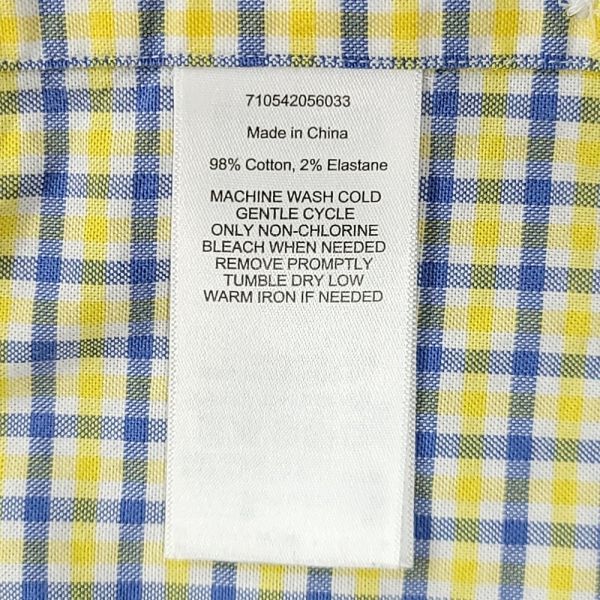 710542056033
Made in China
98% Cotton, 2% Elastane
MACHINE WASH COLD
GENTLE CYCLE
ONLY NON-CHLORINE
BLEACH WHEN NEEDED
REMOVE PROMPTLY
TUMBLE DRY LOW
WARM IRON IF NEEDED